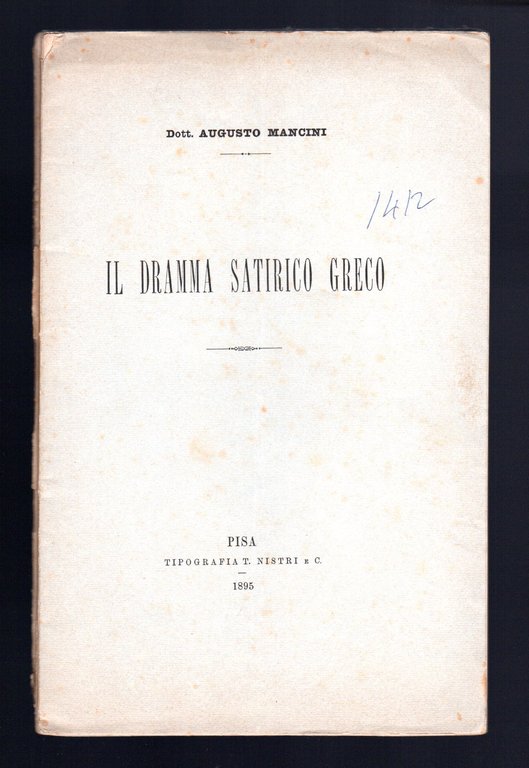 Dott. AUGUSTO MANCINI
1412
IL DRAMMA SATIRICO GRECO
PISA
TIPOGRAFIA T. NISTRI E C.
1895